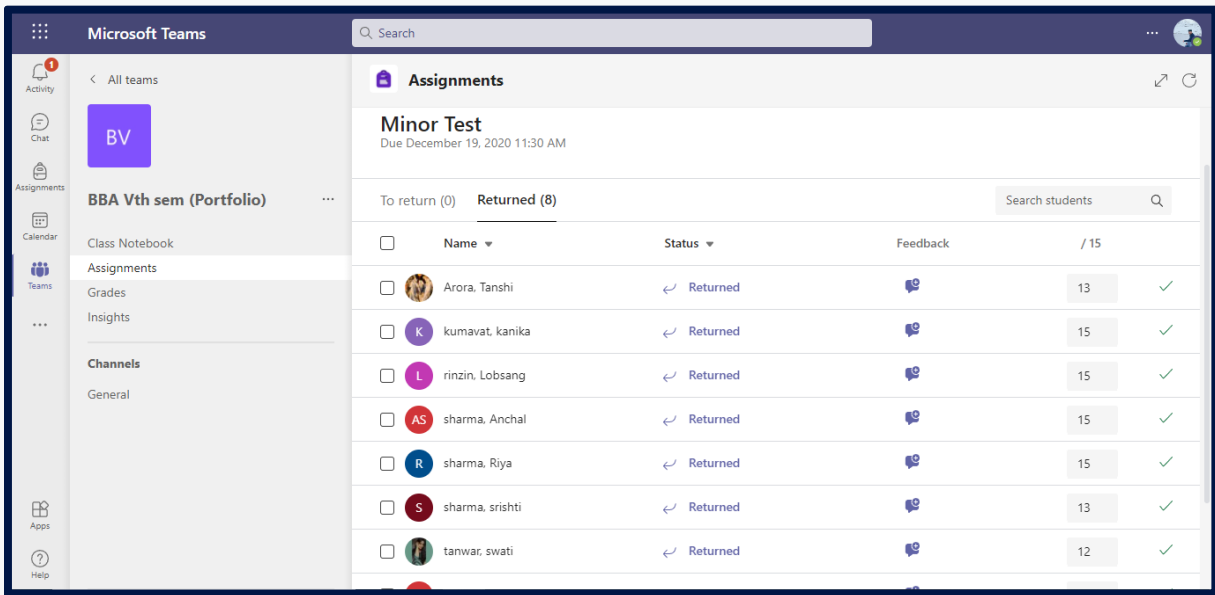 Microsoft Teams
Search
1
Activity
Chat
Assignments
Calendar
Teams
Apps
Help
All teams
BV
BBA Vth sem (Portfolio)
Class Notebook
Assignments
Grades
Insights
Channels
General
Assignments
Minor Test
Due December 19, 2020 11:30 AM
To return (0) Returned (8) Search students
Name Status Feedback / 15
Arora, Tanshi Returned 13
K kumavat, kanika Returned 15
L rinzin, Lobsang Returned 15
AS sharma, Anchal Returned 15
R sharma, Riya Returned 15
S sharma, srishti Returned 13
tanwar, swati Returned 12